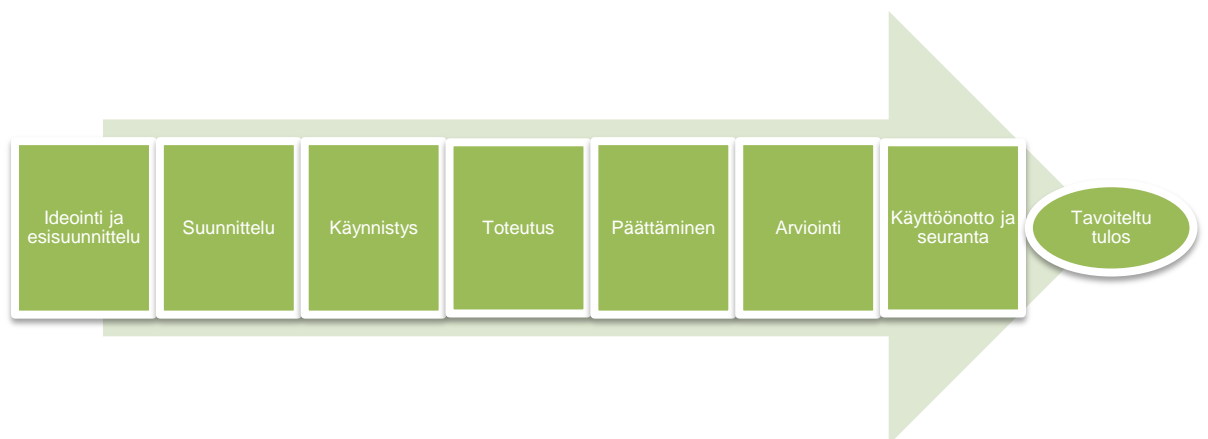 Ideointi ja
esisuunnittelu
Suunnittelu
Käynnistys
Toteutus
Päättäminen
Arviointi
Käyttöönotto ja
seuranta
Tavoiteltu
tulos